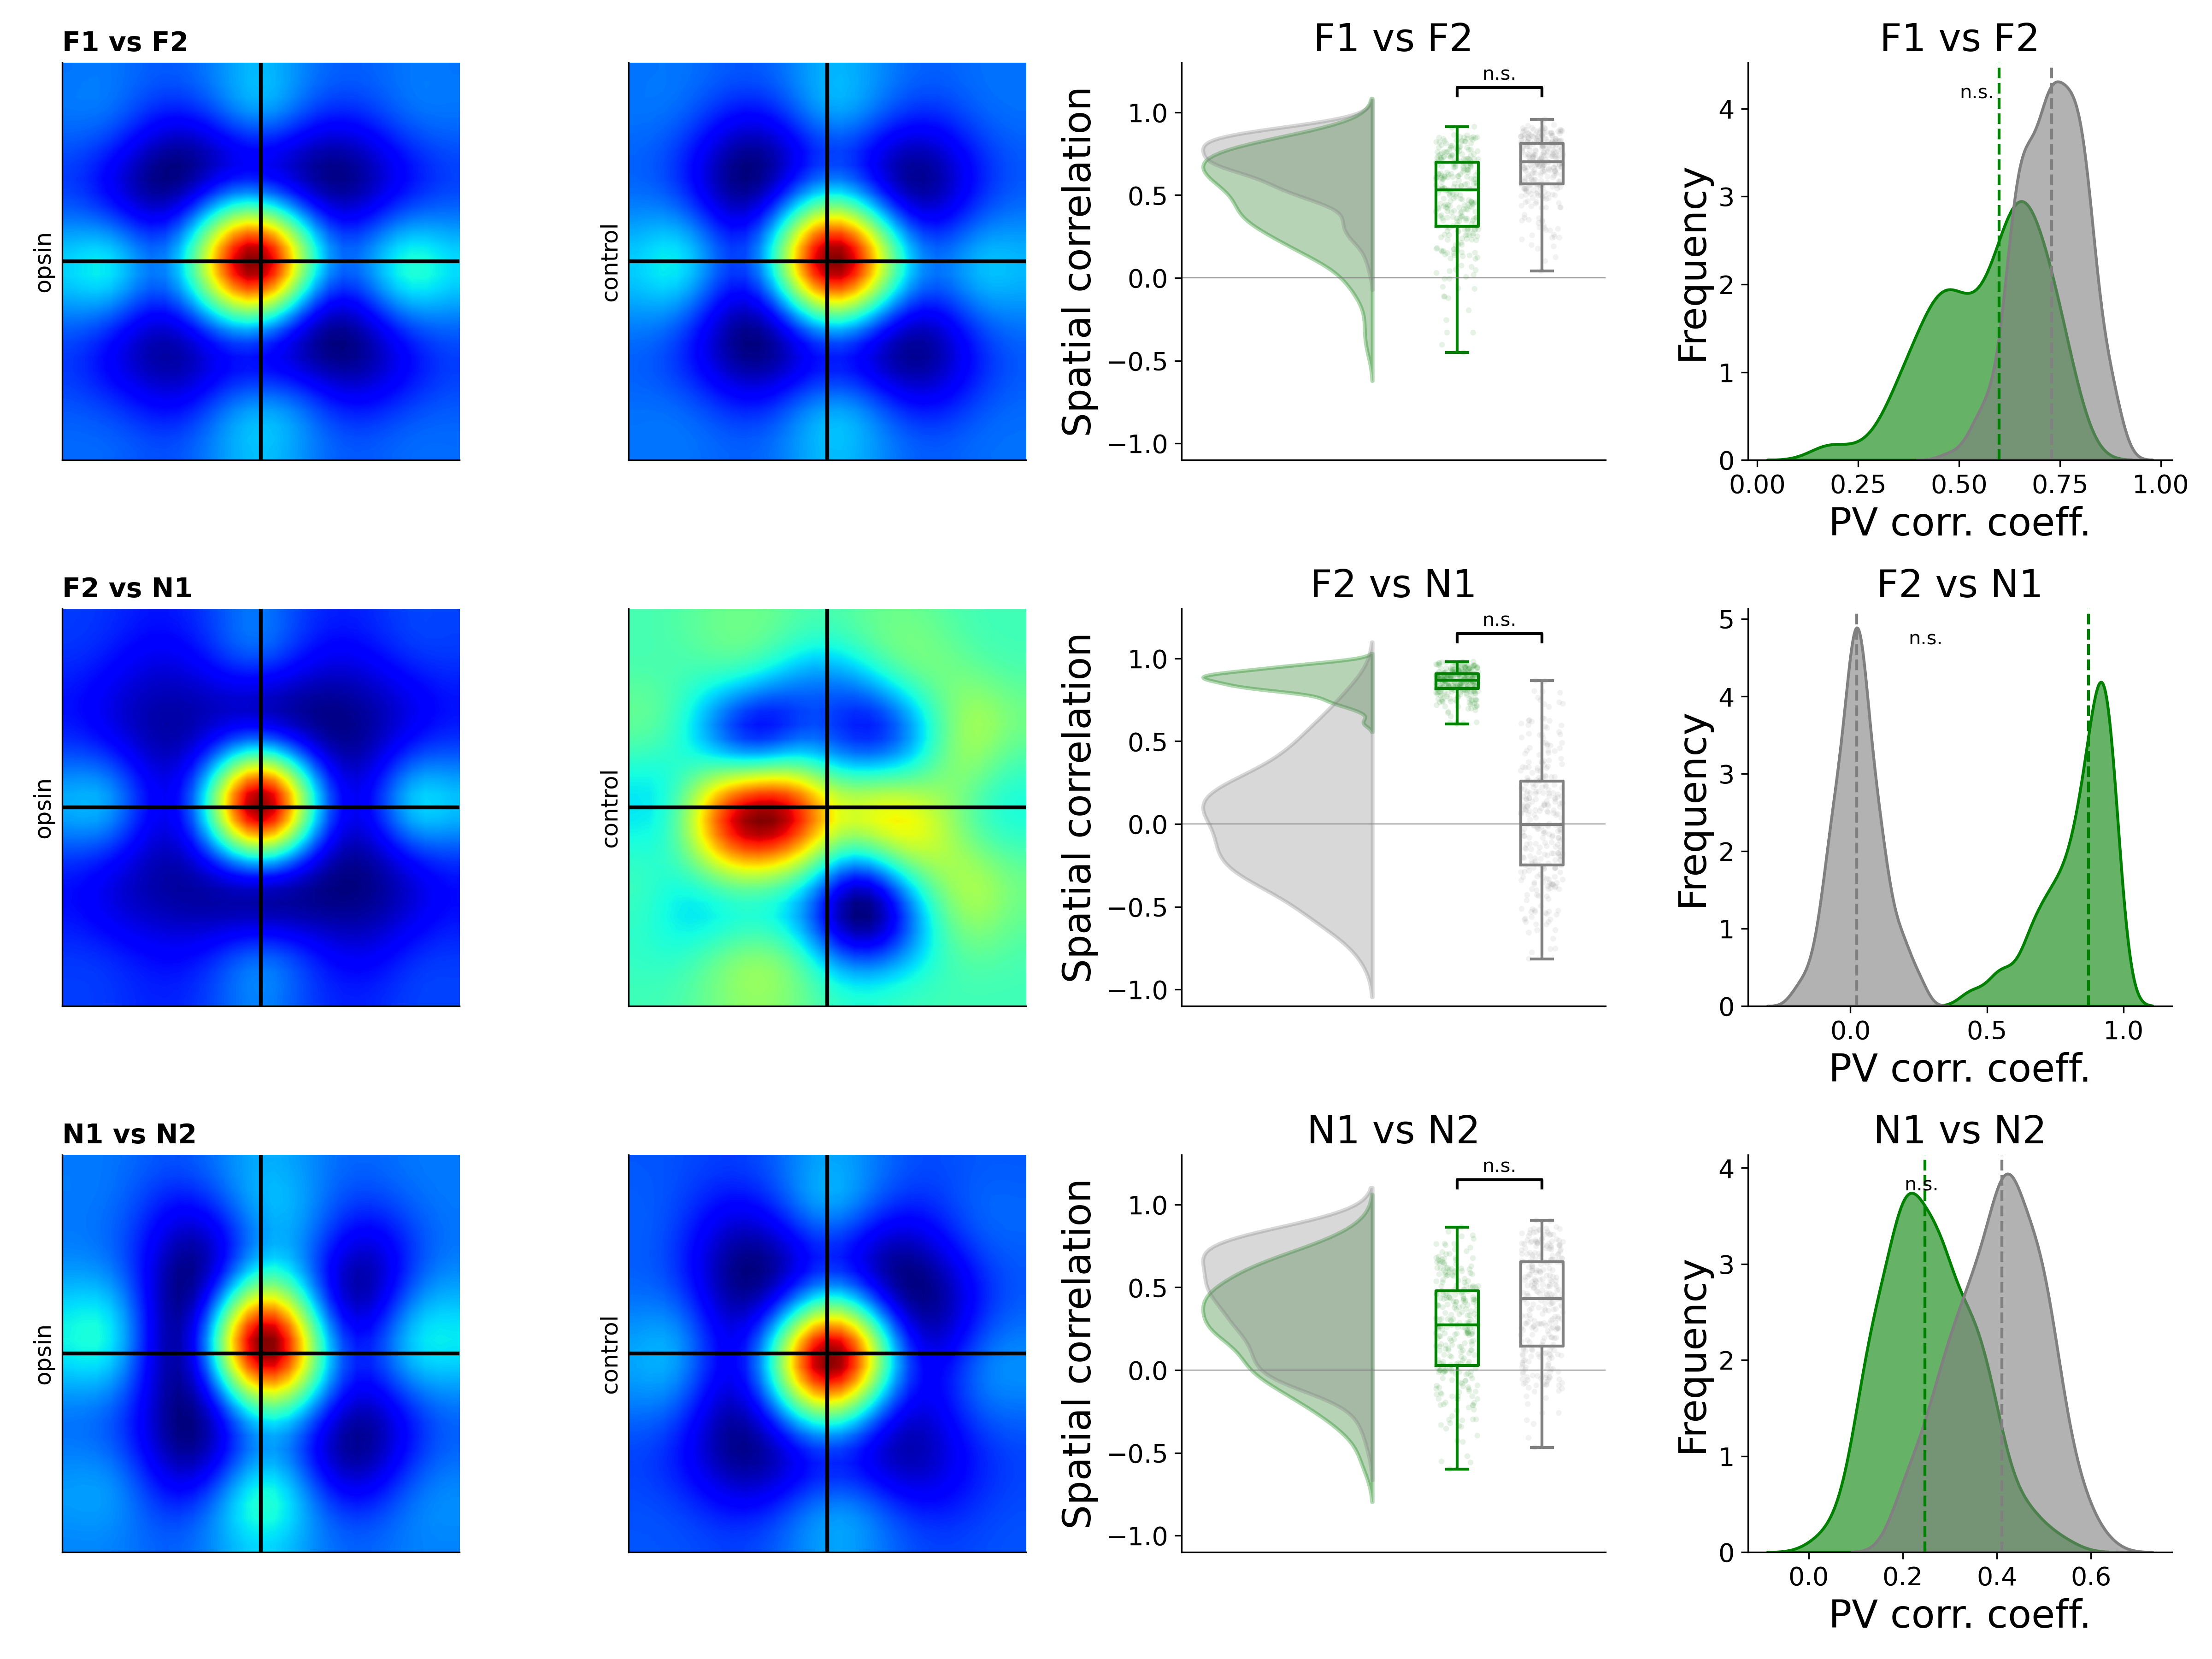 F1 vs F2
opsin
control
F1 vs F2
Spatial correlation
1.0
0.5
0.0
−0.5
−1.0
n.s.
F1 vs F2
Frequency
4
3
2
1
0
n.s.
0.00 0.25 0.50 0.75 1.00
PV corr. coeff.
F2 vs N1
opsin
control
F2 vs N1
Spatial correlation
1.0
0.5
0.0
−0.5
−1.0
n.s.
F2 vs N1
Frequency
5
4
3
2
1
0
n.s.
0.0 0.5 1.0
PV corr. coeff.
N1 vs N2
opsin
control
N1 vs N2
Spatial correlation
1.0
0.5
0.0
−0.5
−1.0
n.s.
N1 vs N2
Frequency
4
3
2
1
0
n.s.
0.0 0.2 0.4 0.6
PV corr. coeff.